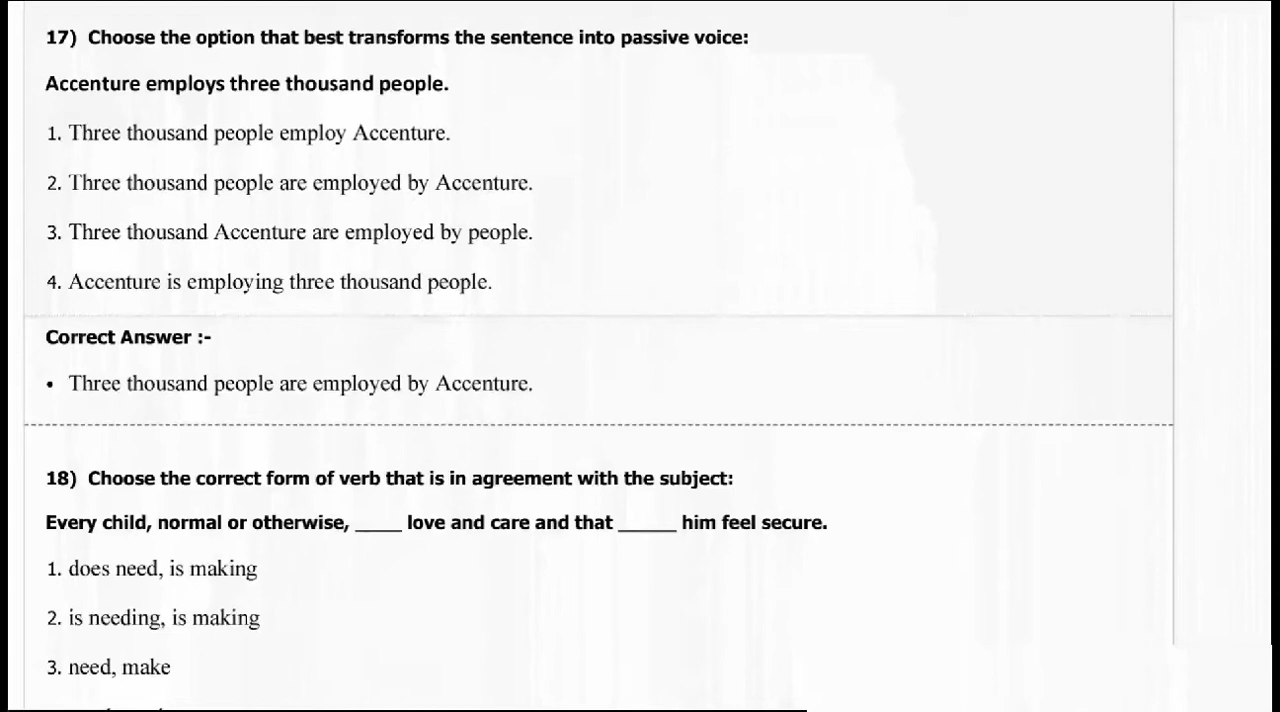 17) Choose the option that best transforms the sentence into passive voice:
Accenture employs three thousand people.
1. Three thousand people employ Accenture.
2. Three thousand people are employed by Accenture.
3. Three thousand Accenture are employed by people.
4. Accenture is employing three thousand people.
Correct Answer :-
• Three thousand people are employed by Accenture.
18) Choose the correct form of verb that is in agreement with the subject:
Every child, normal or otherwise, ____ love and care and that _____ him feel secure.
1. does need, is making
2. is needing, is making
3. need, make